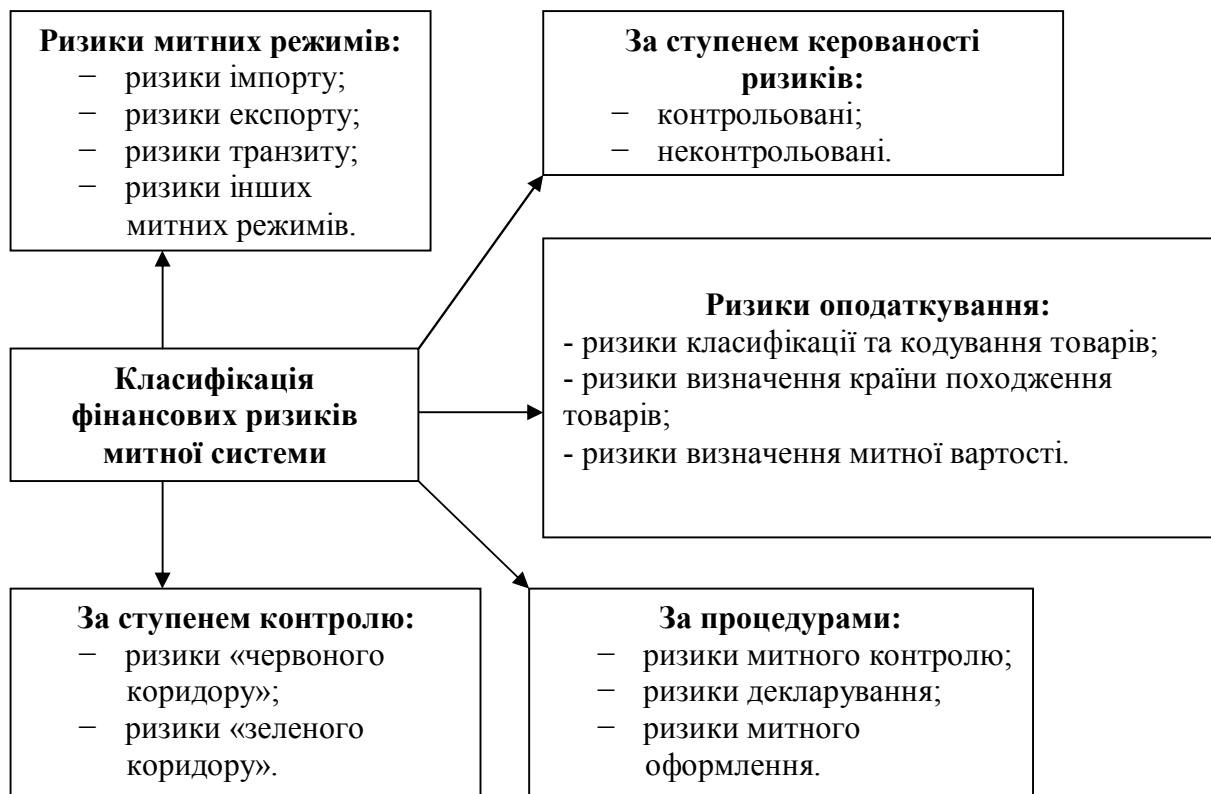 Ризики митних режимів:
− ризики імпорту;
− ризики експорту;
− ризики транзиту;
− ризики інших
митних режимів.
За ступенем керованості
ризиків:
− контрольовані;
− неконтрольовані.
Класифікація
фінансових ризиків
митної системи
Ризики оподаткування:
- ризики класифікації та кодування товарів;
- ризики визначення країни походження
товарів;
- ризики визначення митної вартості.
За ступенем контролю:
− ризики «червоного
коридору»;
− ризики «зеленого
коридору».
За процедурами:
− ризики митного контролю;
− ризики декларування;
− ризики митного
оформлення.